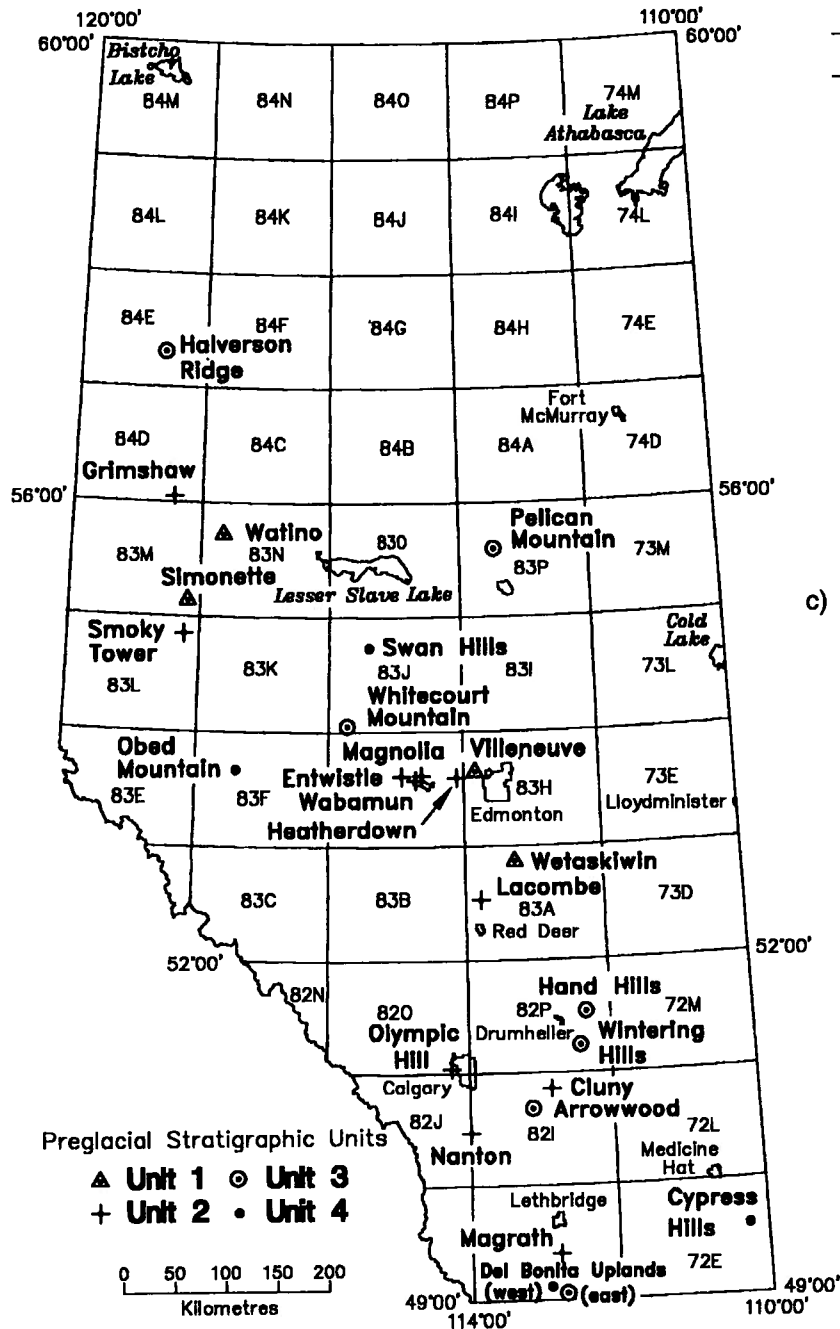 120°00'
110°00'
60°00'
60°00'
Bistcho
Lake
84M
84N
84O
84P
74M
Lake
Athabasca
84L
84K
84J
84I
74L
84E
84F
84G
84H
74E
Halverson
Ridge
Fort
McMurray
84D
84C
84B
84A
74D
Grimshaw
56°00'
56°00'
Watino
83O
Pelican
Mountain
83M
83N
83P
73M
Simonette
Lesser Slave Lake
c)
Smoky
Tower
Swan Hills
Cold
Lake
83L
83K
83J
83I
73L
Whitecourt
Mountain
Obed
Mountain
Magnolia
Villeneuve
Entwistle
83E
83F
Wabamun
83H
73E
Lloydminister
Heatherdown
Edmonton
Wetaskiwin
Lacombe
83C
83B
83A
73D
Red Deer
52°00'
52°00'
82N
Hand Hills
82O
82P
72M
Drumheller
Wintering
Hills
Olympic
Hill
Calgary
Cluny
Arrowwood
82J
82I
72L
Nanton
Medicine
Hat
Preglacial Stratigraphic Units
Unit 1
Unit 3
Unit 2
Unit 4
Lethbridge
Cypress
Hills
Magrath
72E
Del Bonita Uplands
(west)
(east)
0 50 100 150 200
Kilometres
49°00'
114°00'
49°00'
110°00'